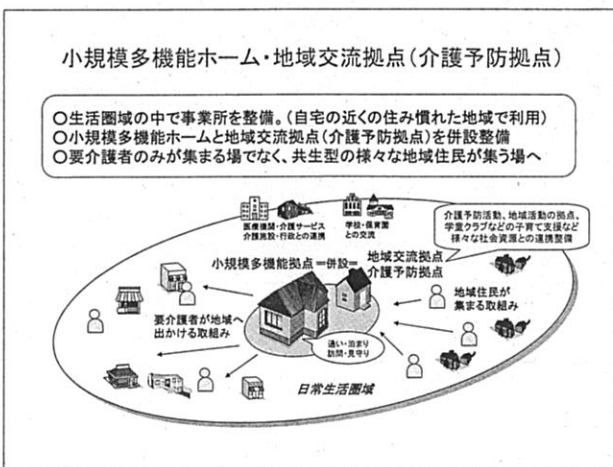 小規模多機能ホーム・地域交流拠点(介護予防拠点)
○生活圏域の中で事業所を整備。(自宅の近くの住み慣れた地域で利用)
○小規模多機能ホームと地域交流拠点(介護予防拠点)を併設整備
○要介護者のみが集まる場でなく、共生型の様々な地域住民が集う場へ
医療機関・介護サービス
介護施設・行政との連携
学校・保育園
との交流
介護予防活動、地域活動の拠点、
学童クラブなどの子育て支援など
様々な社会資源との連携整備
小規模多機能拠点=併設=
地域交流拠点
介護予防拠点
要介護者が地域へ
出かける取組み
地域住民が
集まる取組み
通い・泊まり
訪問・見守り
日常生活圏域